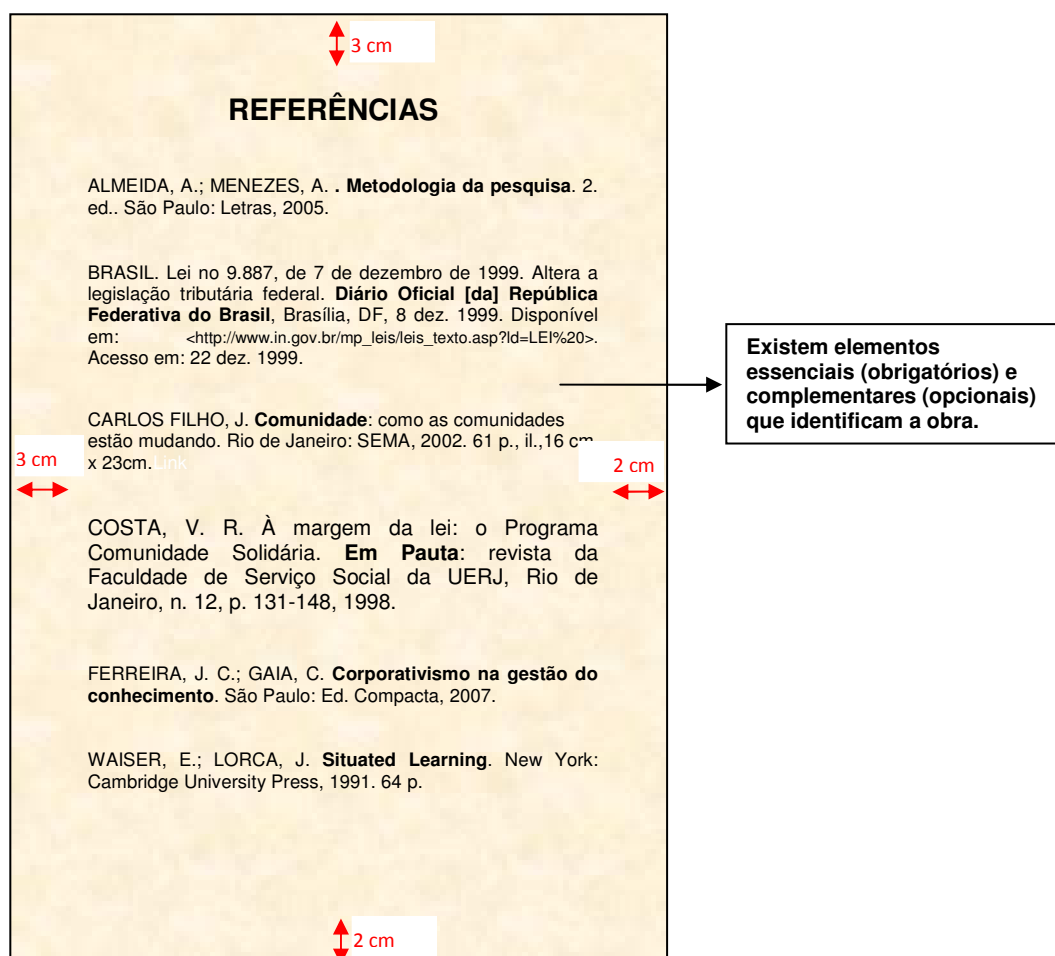 3 cm
REFERÊNCIAS
ALMEIDA, A.; MENEZES, A. . Metodologia da pesquisa. 2.
ed.. São Paulo: Letras, 2005.
BRASIL. Lei no 9.887, de 7 de dezembro de 1999. Altera a
legislação tributária federal. Diário Oficial [da] República
Federativa do Brasil, Brasília, DF, 8 dez. 1999. Disponível
em: <http://www.in.gov.br/mp_leis/leis_texto.asp?ld=LEI%20>.
Acesso em: 22 dez. 1999.
Existem elementos
essenciais (obrigatórios) e
complementares (opcionais)
que identificam a obra.
CARLOS FILHO, J. Comunidade: como as comunidades
estão mudando. Rio de Janeiro: SEMA, 2002. 61 p., il.,16 cm
x 23cm.Link
3 cm
2 cm
COSTA, V. R. À margem da lei: o Programa
Comunidade Solidária. Em Pauta: revista da
Faculdade de Serviço Social da UERJ, Rio de
Janeiro, n. 12, p. 131-148, 1998.
FERREIRA, J. C.; GAIA, C. Corporativismo na gestão do
conhecimento. São Paulo: Ed. Compacta, 2007.
WAISER, E.; LORCA, J. Situated Learning. New York:
Cambridge University Press, 1991. 64 p.
2 cm